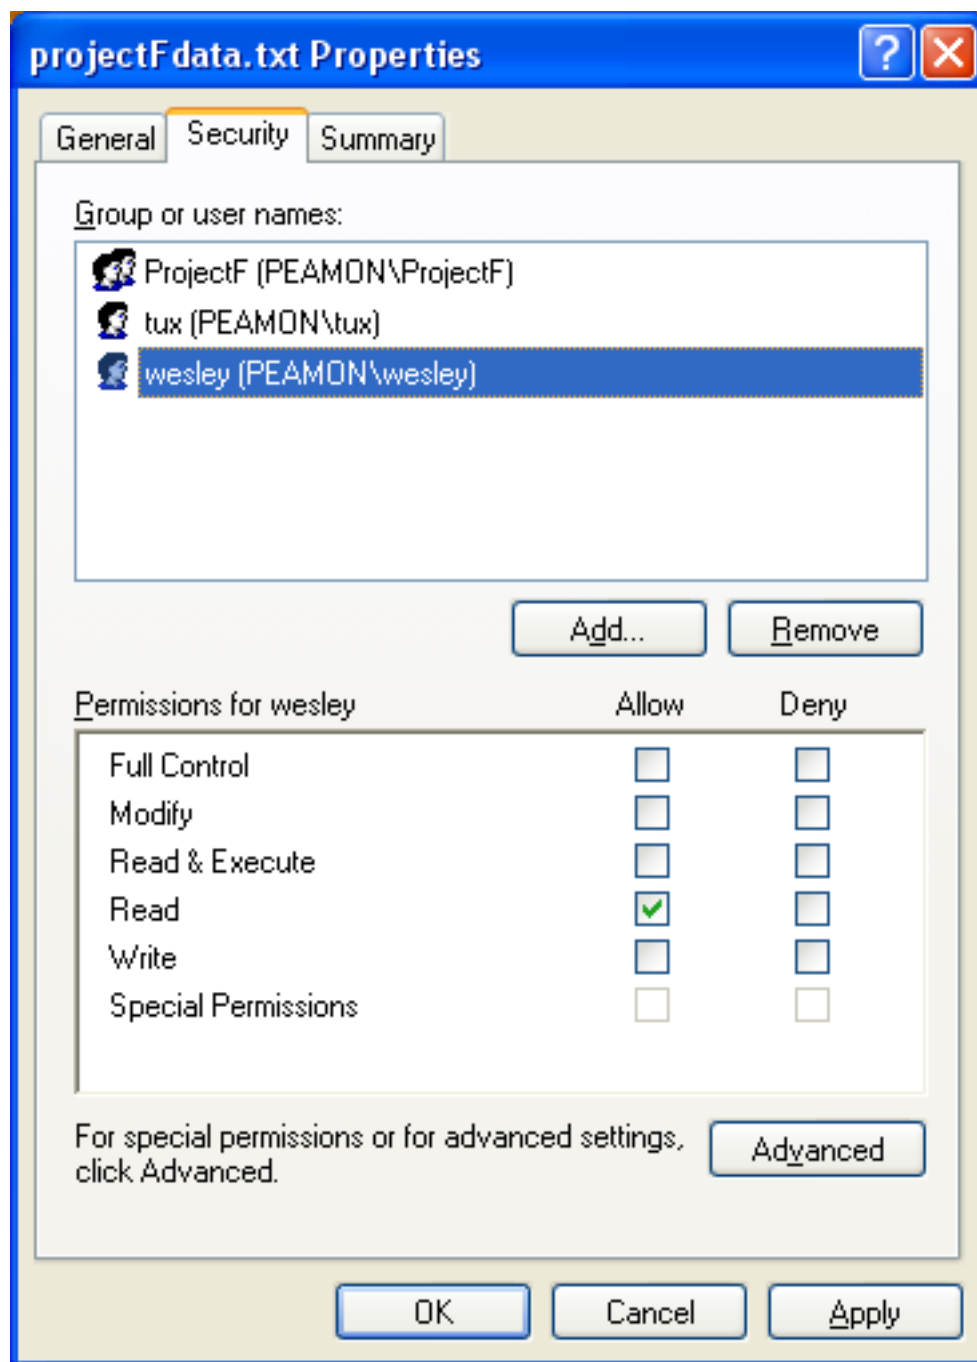 projectFdata.txt Properties
General Security Summary
Group or user names:
ProjectF (PEAMON\ProjectF)
tux (PEAMON\tux)
wesley (PEAMON\wesley)
Add... Remove
Permissions for wesley Allow Deny
Full Control
Modify
Read & Execute
Read
Write
Special Permissions
For special permissions or for advanced settings,
click Advanced.
Advanced
OK Cancel Apply